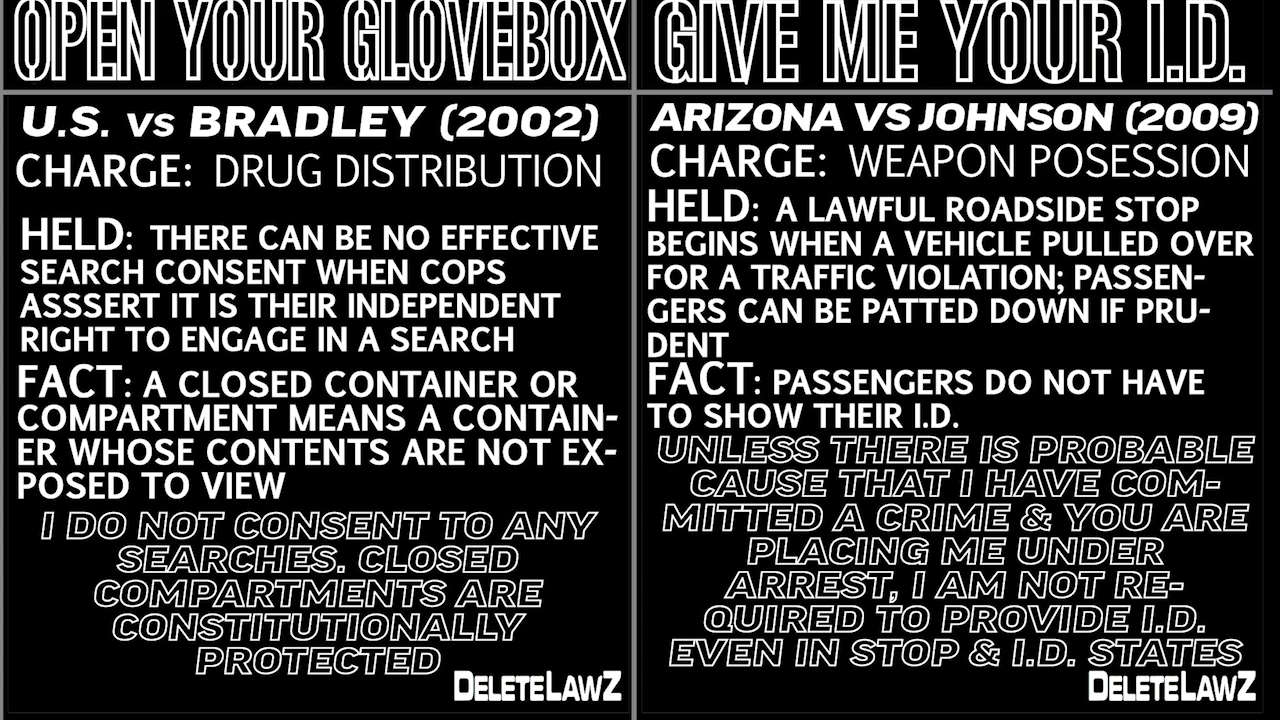 OPEN YOUR GLOVEBOX
U.S. vs BRADLEY (2002)
CHARGE: DRUG DISTRIBUTION
HELD: THERE CAN BE NO EFFECTIVE
SEARCH CONSENT WHEN COPS
ASSSERT IT IS THEIR INDEPENDENT
RIGHT TO ENGAGE IN A SEARCH
FACT: A CLOSED CONTAINER OR
COMPARTMENT MEANS A CONTAIN-
ER WHOSE CONTENTS ARE NOT EX-
POSED TO VIEW
I DO NOT CONSENT TO ANY
SEARCHES. CLOSED
COMPARTMENTS ARE
CONSTITUTIONALLY
PROTECTED
DELETELAWZ
GIVE ME YOUR I.D.
ARIZONA VS JOHNSON (2009)
CHARGE: WEAPON POSESSION
HELD: A LAWFUL ROADSIDE STOP
BEGINS WHEN A VEHICLE PULLED OVER
FOR A TRAFFIC VIOLATION; PASSEN-
GERS CAN BE PATTED DOWN IF PRU-
DENT
FACT: PASSENGERS DO NOT HAVE
TO SHOW THEIR I.D.
UNLESS THERE IS PROBABLE
CAUSE THAT I HAVE COM-
MITTED A CRIME & YOU ARE
PLACING ME UNDER
ARREST, I AM NOT RE-
QUIRED TO PROVIDE I.D.
EVEN IN STOP & I.D. STATES
DELETELAWZ